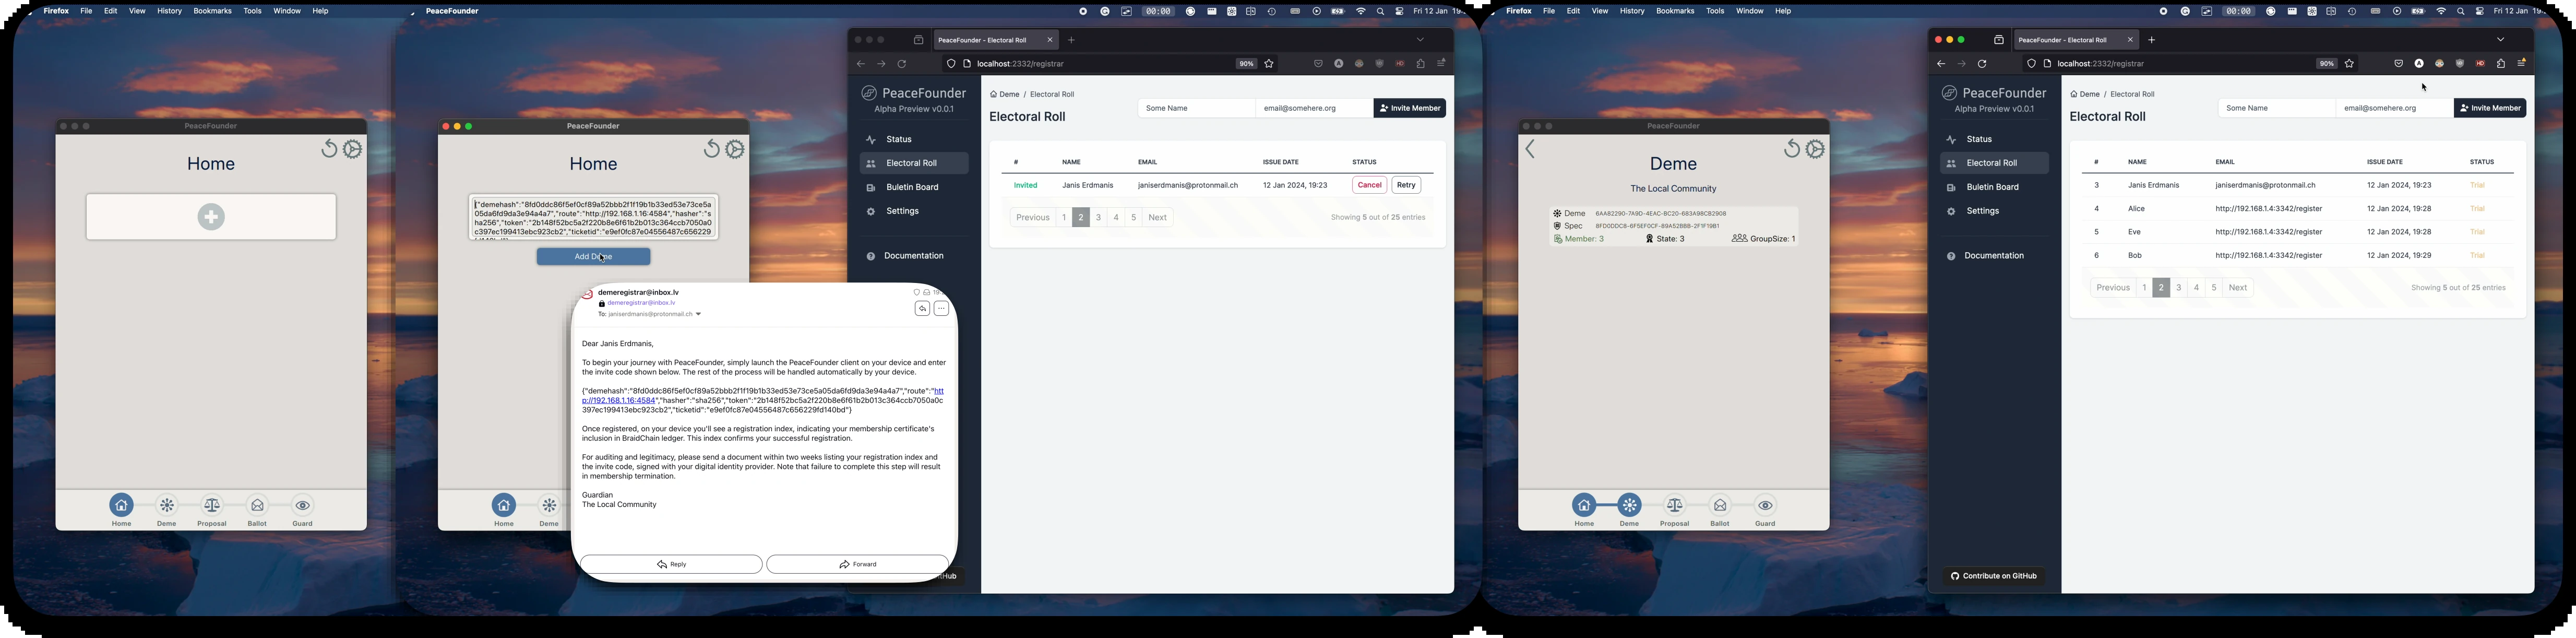 Firefox File Edit View History Bookmarks Tools Window Help
PeaceFounder
Home
Home Deme Proposal Ballot Guard
PeaceFounder
00:00
Fri 12 Jan
PeaceFounder
Home
{"demehash":"8fd0ddc86f5ef0cf89a52bbb2f1f19b1b33ed53e73ce5a
05da6fd9da3e94a4a7","route":"http://192.168.1.16:4584","hasher":"s
ha256","token":"2b148f52bc5a2f220b8e6f61b2b013c364ccb7050a0
c397ec199413ebc923cb2","ticketid":"e9ef0fc87e04556487c656229
Add Deme
Home Deme
demeregistrar@inbox.lv
demeregistrar@inbox.lv
To: janiserdmanis@protonmail.ch
Dear Janis Erdmanis,
To begin your journey with PeaceFounder, simply launch the PeaceFounder client on your device and enter
the invite code shown below. The rest of the process will be handled automatically by your device.
{"demehash":"8fd0ddc86f5ef0cf89a52bbb2f1f19b1b33ed53e73ce5a05da6fd9da3e94a4a7","route":"htt
p://192.168.1.16:4584","hasher":"sha256","token":"2b148f52bc5a2f220b8e6f61b2b013c364ccb7050a0c
397ec199413ebc923cb2","ticketid":"e9ef0fc87e04556487c656229fd140bd"}
Once registered, on your device you'll see a registration index, indicating your membership certificate's
inclusion in BraidChain ledger. This index confirms your successful registration.
For auditing and legitimacy, please send a document within two weeks listing your registration index and
the invite code, signed with your digital identity provider. Note that failure to complete this step will result
in membership termination.
Guardian
The Local Community
Reply Forward
PeaceFounder - Electoral Roll
localhost:2332/registrar 90%
PeaceFounder
Alpha Preview v0.0.1
Status
Electoral Roll
Buletin Board
Settings
Documentation
Deme / Electoral Roll
Electoral Roll
Some Name email@somehere.org Invite Member
# NAME EMAIL ISSUE DATE STATUS
Invited Janis Erdmanis janiserdmanis@protonmail.ch 12 Jan 2024, 19:23 Cancel Retry
Previous 1 2 3 4 5 Next Showing 5 out of 25 entries
Firefox File Edit View History Bookmarks Tools Window Help 00:00 Fri 12 Jan
PeaceFounder
Deme
The Local Community
Deme 6AA82290-7A9D-4EAC-BC20-683A98CB2908
Spec 8FD0DDC8-6F5EF0CF-89A52BBB-2F1F19B1
Member: 3 State: 3 GroupSize: 1
Home Deme Proposal Ballot Guard
PeaceFounder - Electoral Roll
localhost:2332/registrar 90%
PeaceFounder
Alpha Preview v0.0.1
Status
Electoral Roll
Buletin Board
Settings
Documentation
Contribute on GitHub
Deme / Electoral Roll
Electoral Roll
Some Name email@somehere.org Invite Member
# NAME EMAIL ISSUE DATE STATUS
3 Janis Erdmanis janiserdmanis@protonmail.ch 12 Jan 2024, 19:23 Trial
4 Alice http://192.168.1.4:3342/register 12 Jan 2024, 19:28 Trial
5 Eve http://192.168.1.4:3342/register 12 Jan 2024, 19:28 Trial
6 Bob http://192.168.1.4:3342/register 12 Jan 2024, 19:29 Trial
Previous 1 2 3 4 5 Next Showing 5 out of 25 entries